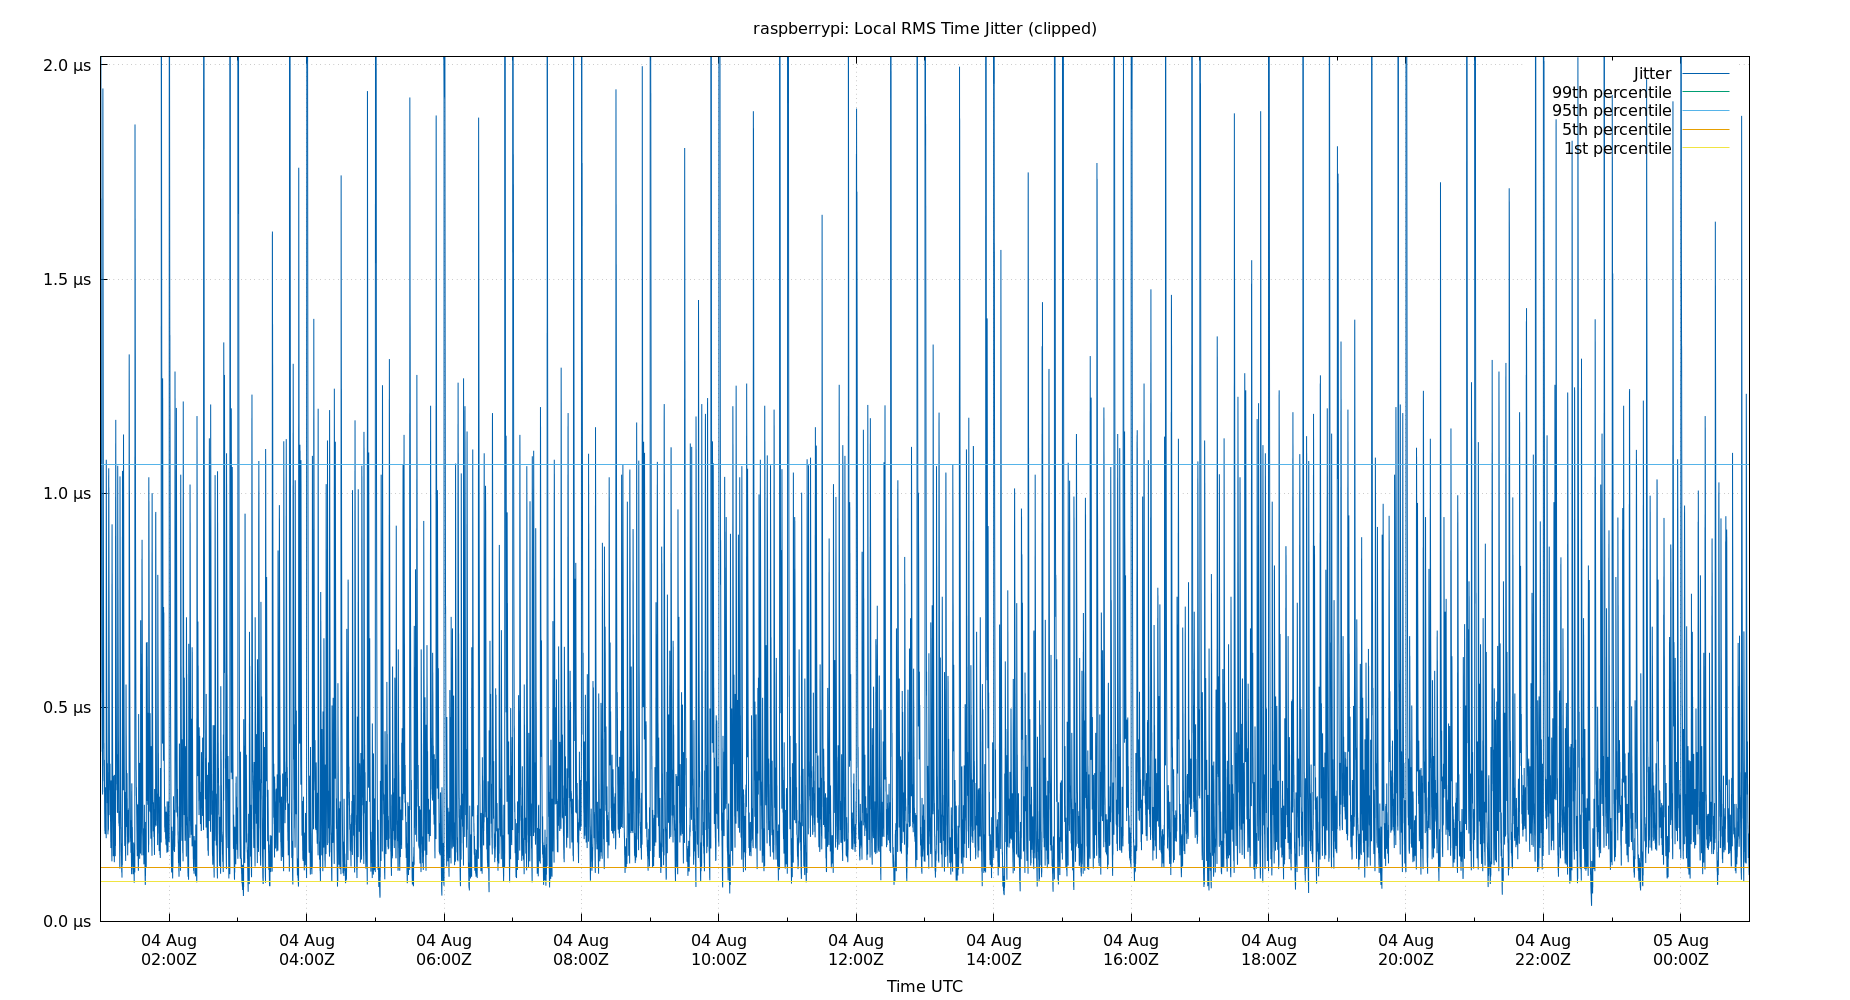 raspberrypi: Local RMS Time Jitter (clipped)
2.0 µs
1.5 µs
1.0 µs
0.5 µs
0.0 µs
Jitter
99th percentile
95th percentile
5th percentile
1st percentile
04 Aug 04 Aug 04 Aug 04 Aug 04 Aug 04 Aug 04 Aug 04 Aug 04 Aug 04 Aug 04 Aug 05 Aug
02:00Z 04:00Z 06:00Z 08:00Z 10:00Z 12:00Z 14:00Z 16:00Z 18:00Z 20:00Z 22:00Z 00:00Z
Time UTC